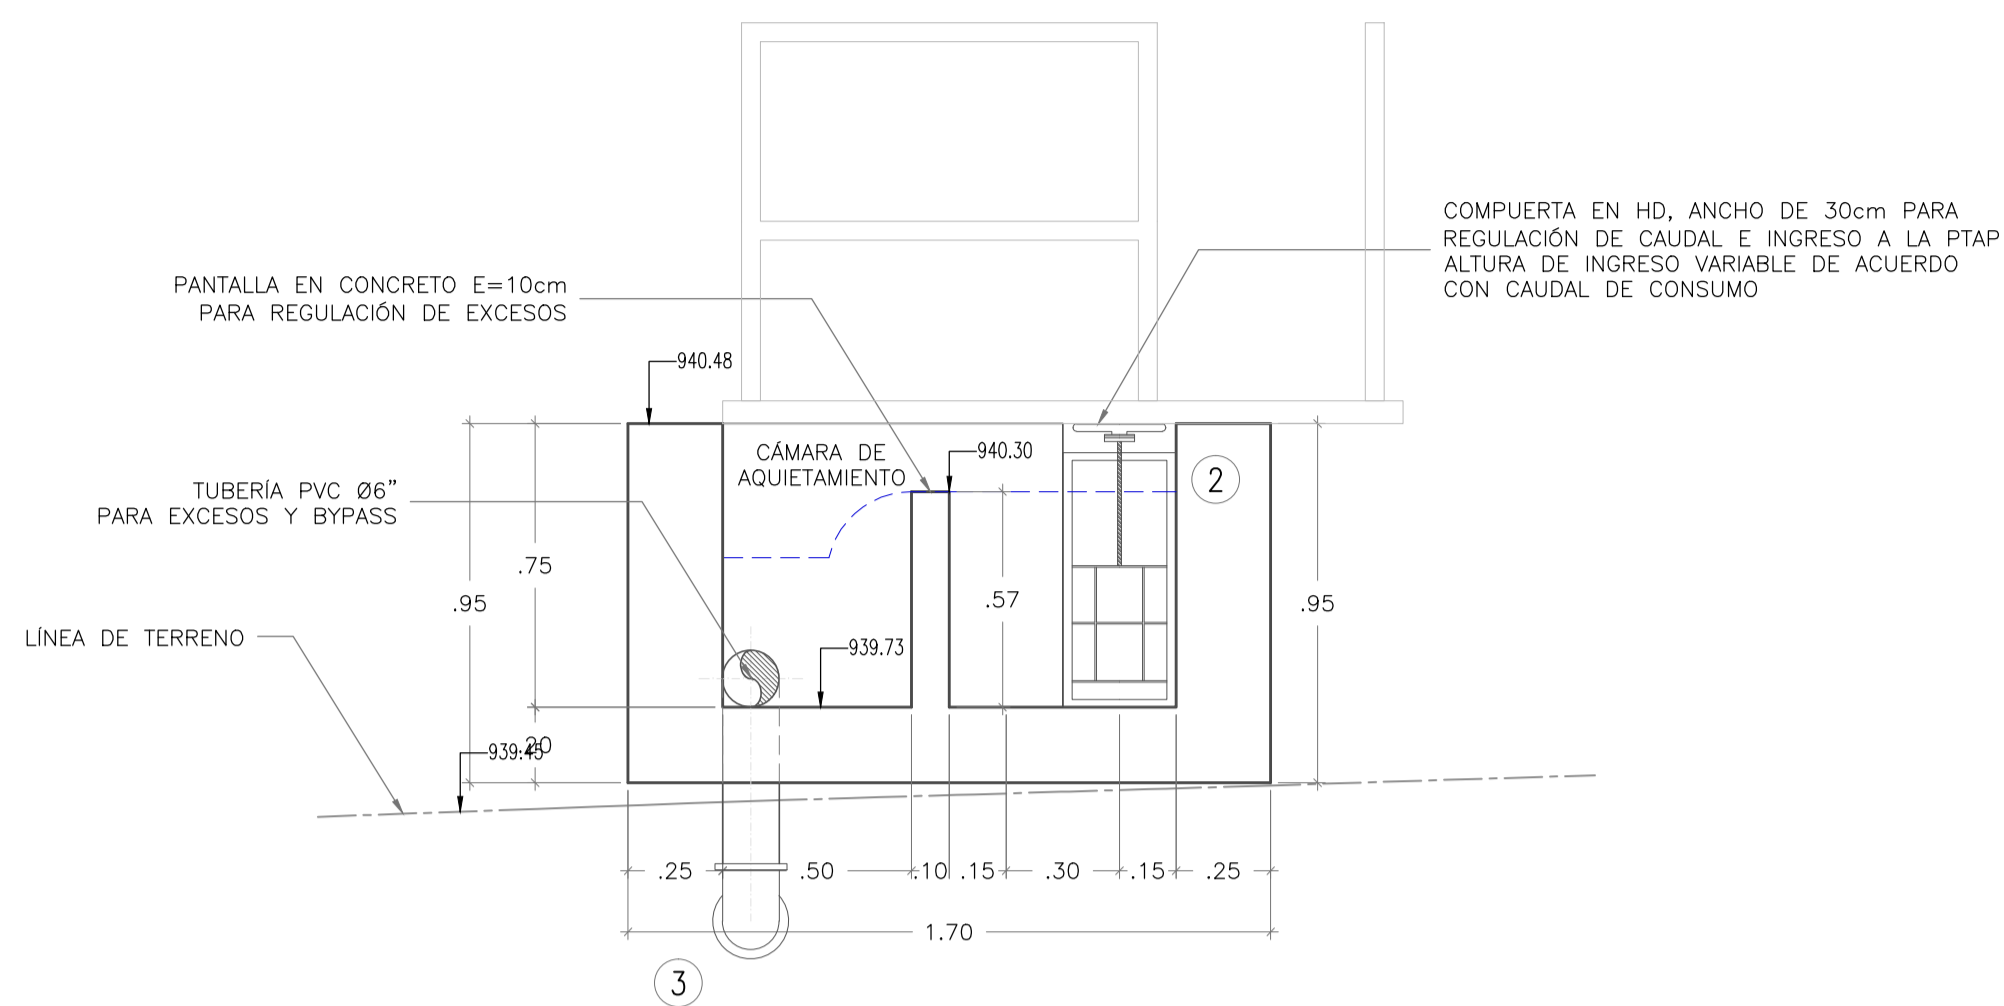 COMPUERTA EN HD, ANCHO DE 30cm PARA
REGULACIÓN DE CAUDAL E INGRESO A LA PTAP
ALTURA DE INGRESO VARIABLE DE ACUERDO
CON CAUDAL DE CONSUMO
PANTALLA EN CONCRETO E=10cm
PARA REGULACIÓN DE EXCESOS
940.48
CÁMARA DE
AQUIETAMIENTO
940.30
2
TUBERÍA PVC Ø6”
PARA EXCESOS Y BYPASS
.75
.95
.57
.95
LÍNEA DE TERRENO
939.73
939.45
.20
.25
.50
.10
.15
.30
.15
.25
1.70
3